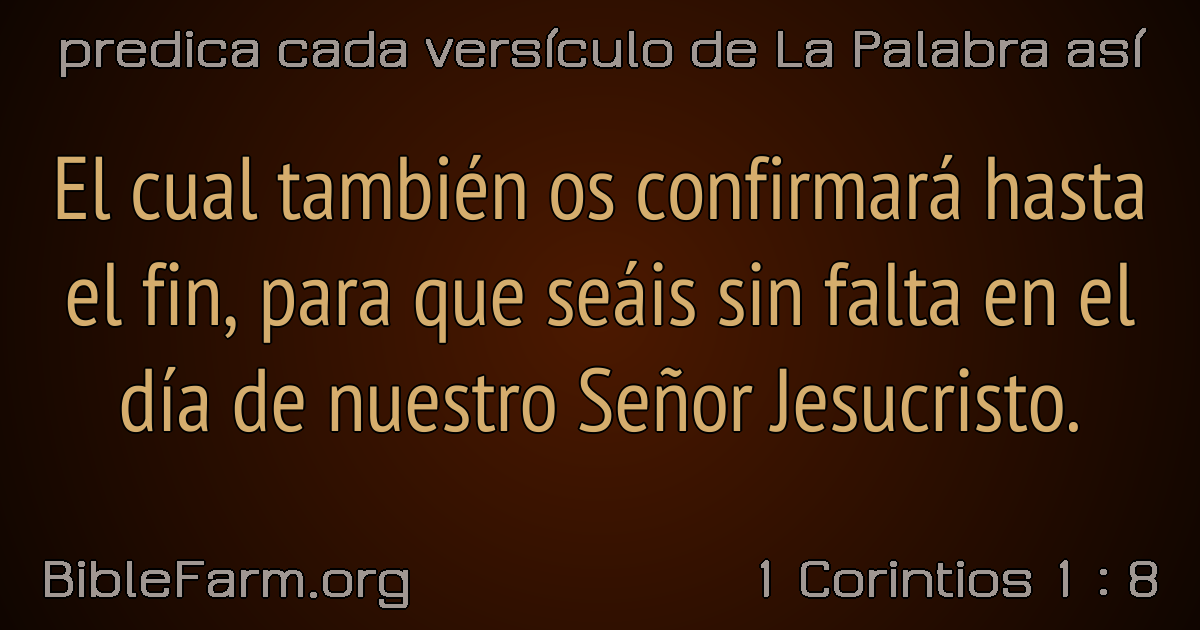 predica cada versículo de La Palabra así
El cual también os confirmará hasta
el fin, para que seáis sin falta en el
día de nuestro Señor Jesucristo.
BibleFarm.org
1 Corintios 1 : 8